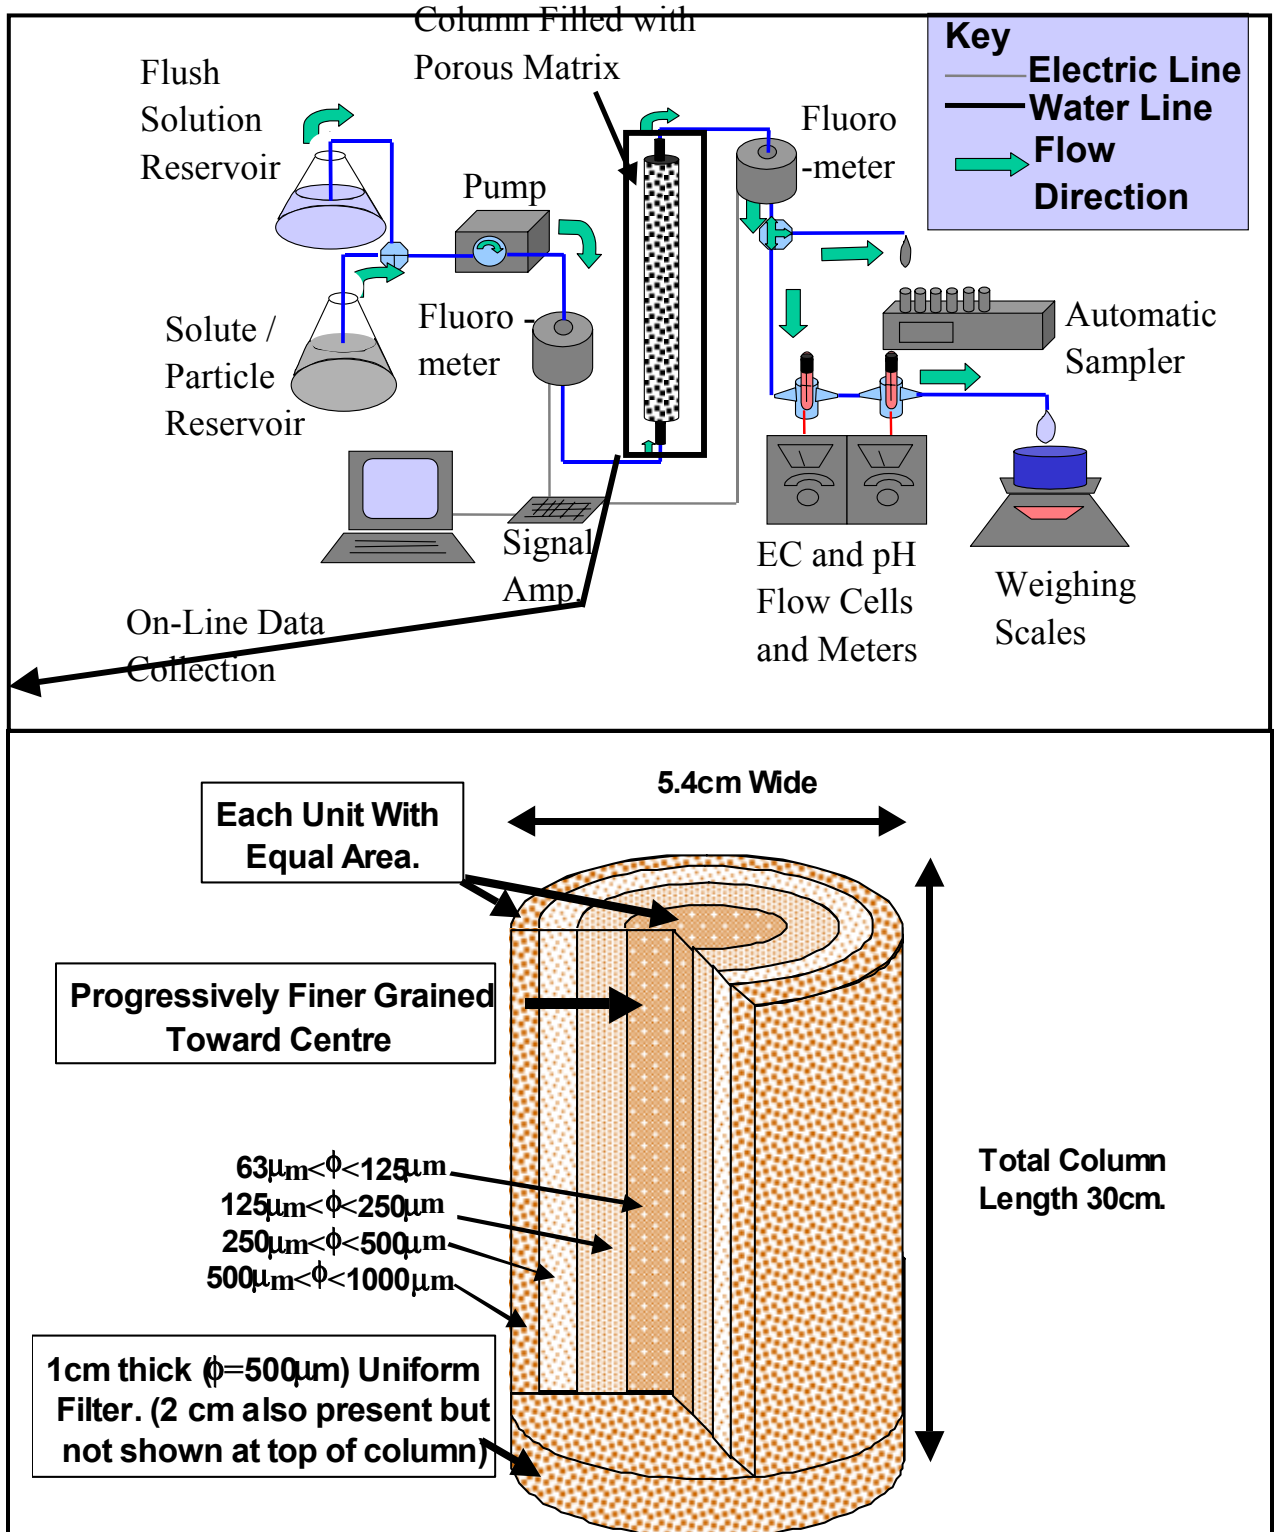 Column Filled with
Porous Matrix
Flush
Solution
Reservoir
Pump
Fluoro
-meter
Key
Electric Line
Water Line
Flow
Direction
Solute /
Particle
Reservoir
Fluoro -
meter
Automatic
Sampler
Signal
Amp.
EC and pH
Flow Cells
and Meters
Weighing
Scales
On-Line Data
Collection
5.4cm Wide
Each Unit With
Equal Area.
Progressively Finer Grained
Toward Centre
63μm<ϕ<125μm
125μm<ϕ<250μm
250μm<ϕ<500μm
500μm<ϕ<1000μm
Total Column
Length 30cm.
1cm thick (ϕ=500μm) Uniform
Filter. (2 cm also present but
not shown at top of column)